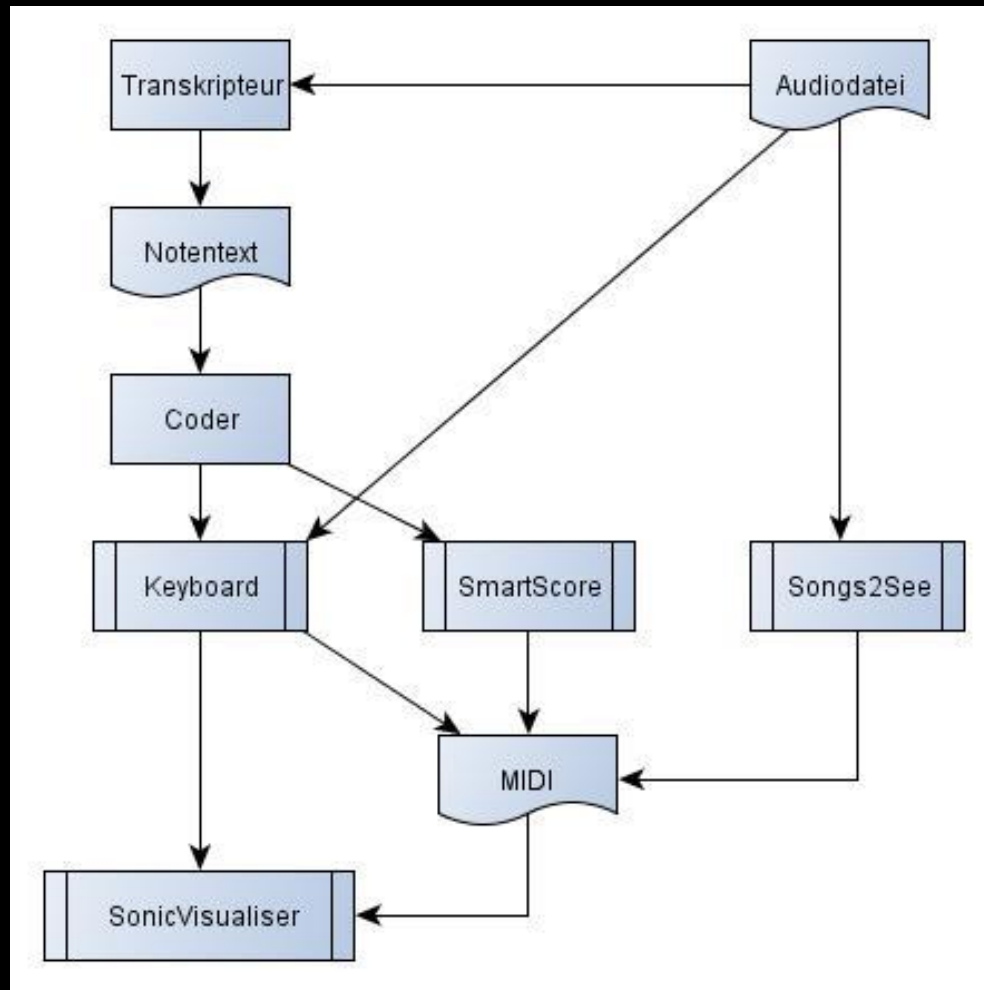 Transkripteur
Audiodatei
Notentext
Coder
Keyboard
SmartScore
Songs2See
MIDI
SonicVisualiser